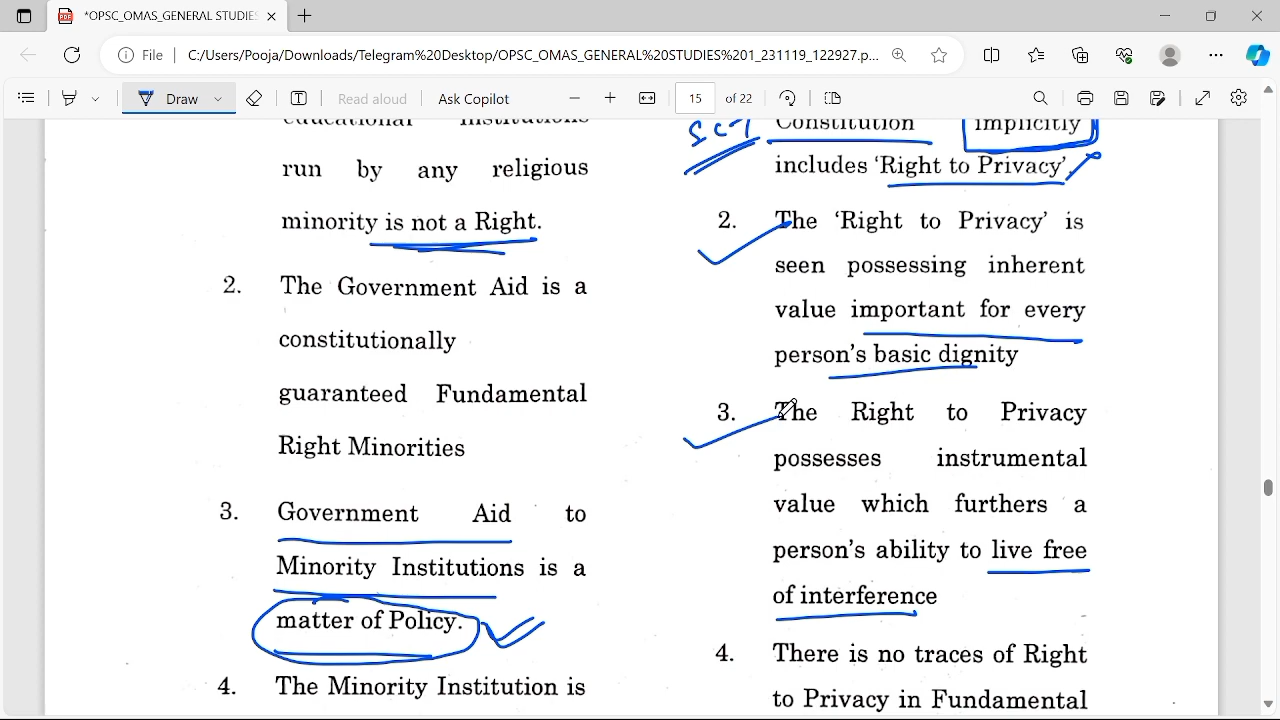 *OPSC_OMAS_GENERAL STUDIES
File
C:/Users/Pooja/Downloads/Telegram%20Desktop/OPSC_OMAS_GENERAL%20STUDIES%201_231119_122927.p...
Draw
Read aloud
Ask Copilot
15
of 22
educational institutions
run by any religious
minority is not a Right.
2. The Government Aid is a
constitutionally
guaranteed Fundamental
Right Minorities
3. Government Aid to
Minority Institutions is a
matter of Policy.
4. The Minority Institution is
Constitution implicitly
includes 'Right to Privacy'.
2. The 'Right to Privacy' is
seen possessing inherent
value important for every
person's basic dignity
3. The Right to Privacy
possesses instrumental
value which furthers a
person's ability to live free
of interference
4. There is no traces of Right
to Privacy in Fundamental